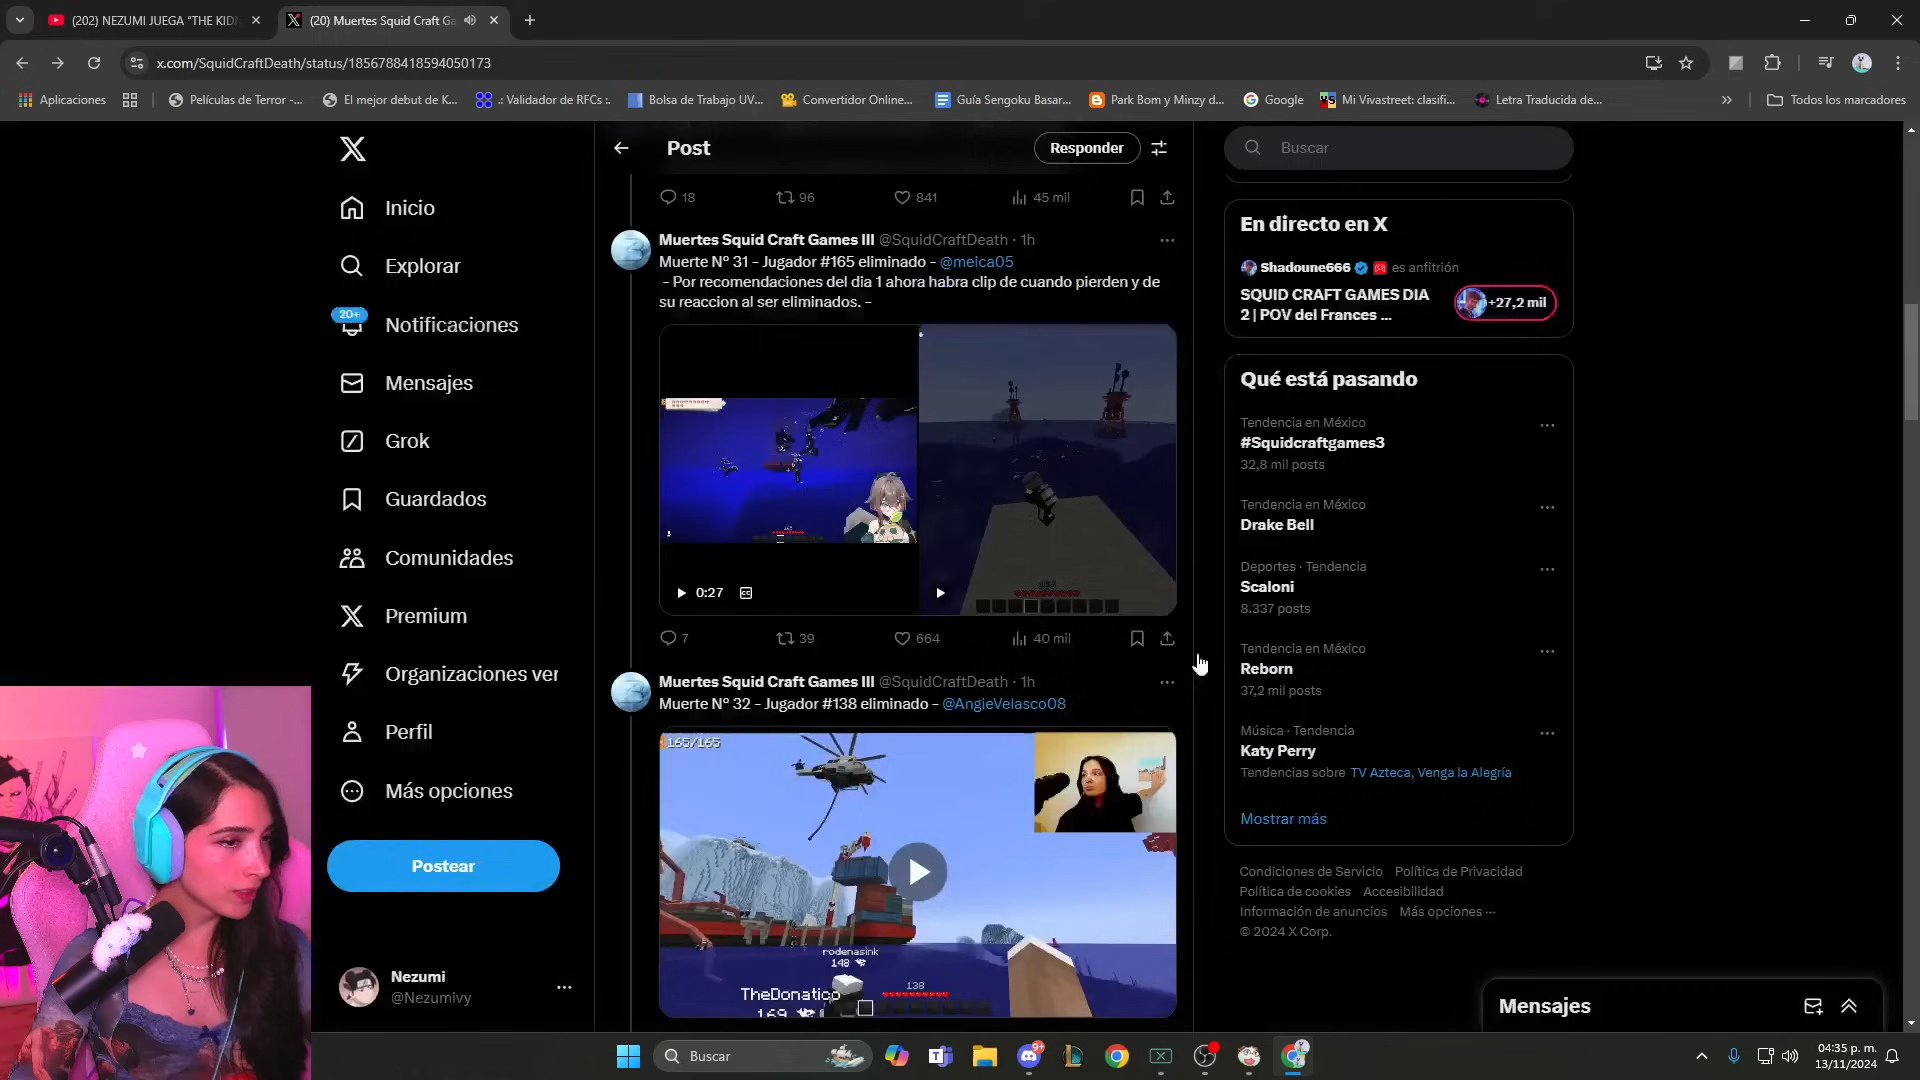 (202) NEZUMI JUEGA "THE KID
(20) Muertes Squid Craft Ga
x.com/SquidCraftDeath/status/1856788418594050173
Aplicaciones
Películas de Terror -...
El mejor debut de K...
.: Validador de RFCs :.
Bolsa de Trabajo UV...
Convertidor Online...
Guía Sengoku Basar...
Park Bom y Minzy d...
Google
Mi Vivastreet: clasifi...
Letra Traducida de...
Todos los marcadores
Inicio
Explorar
20+
Notificaciones
Mensajes
Grok
Guardados
Comunidades
Premium
Organizaciones ver
Perfil
Más opciones
Postear
Nezumi
@Nezumivy
Post
Responder
18
96
841
45 mil
Muertes Squid Craft Games III @SquidCraftDeath · 1h
Muerte Nº 31 - Jugador #165 eliminado - @meica05
- Por recomendaciones del dia 1 ahora habra clip de cuando pierden y de
su reaccion al ser eliminados. -
0:27
7
39
664
40 mil
Muertes Squid Craft Games III @SquidCraftDeath · 1h
Muerte Nº 32 - Jugador #138 eliminado - @AngieVelasco08
165/165
rodenasink
148
138
TheDonatico
169
Buscar
En directo en X
Shadoune666 es anfitrión
SQUID CRAFT GAMES DIA
2 | POV del Frances ...
+27,2 mil
Qué está pasando
Tendencia en México
#Squidcraftgames3
32,8 mil posts
Tendencia en México
Drake Bell
Deportes · Tendencia
Scaloni
8.337 posts
Tendencia en México
Reborn
37,2 mil posts
Música · Tendencia
Katy Perry
Tendencias sobre TV Azteca, Venga la Alegría
Mostrar más
Condiciones de Servicio Política de Privacidad
Política de cookies Accesibilidad
Información de anuncios Más opciones ···
© 2024 X Corp.
Mensajes
Buscar
9+
04:35 p. m.
13/11/2024